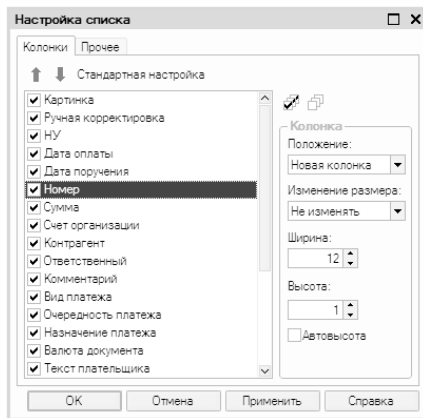 Настройка списка
Колонки Прочее
Стандартная настройка
Картинка
Ручная корректировка
НУ
Дата оплаты
Дата поручения
Номер
Сумма
Счет организации
Контрагент
Ответственный
Комментарий
Вид платежа
Очередность платежа
Назначение платежа
Валюта документа
Текст плательщика
Колонка
Положение:
Новая колонка
Изменение размера:
Не изменять
Ширина:
12
Высота:
1
Автовысота
ОК Отмена Применить Справка